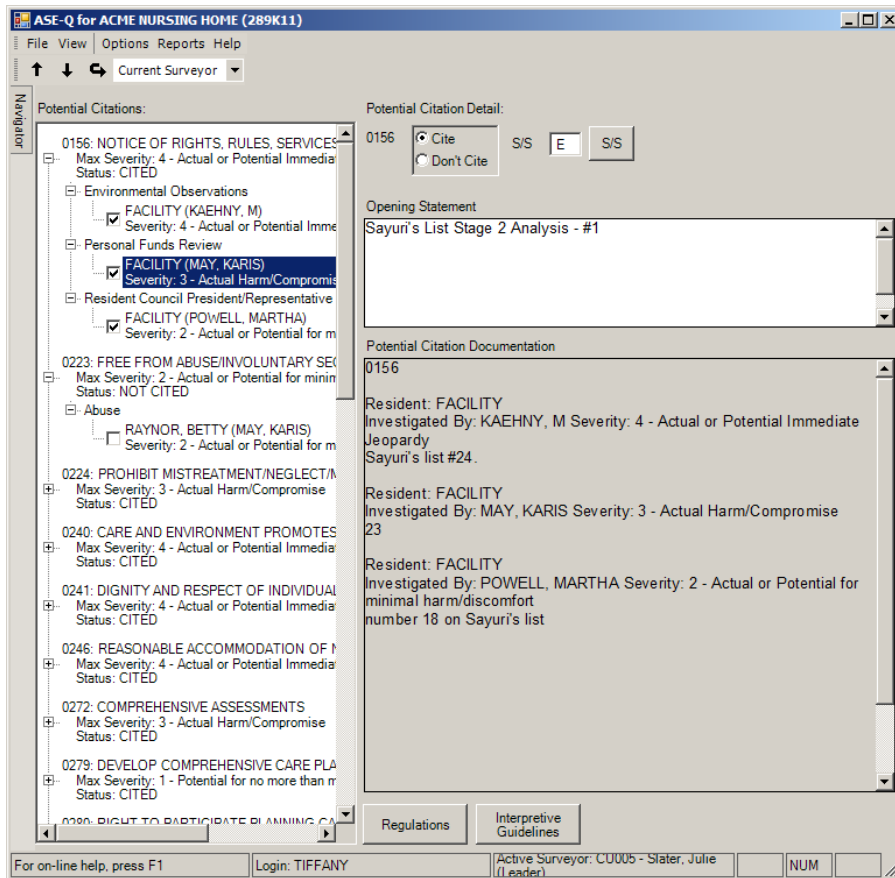 ASE-Q for ACME NURSING HOME (289K11)
File View Options Reports Help
Current Surveyor
Navigator
Potential Citations:
0156: NOTICE OF RIGHTS, RULES, SERVICES
Max Severity: 4 - Actual or Potential Immedia
Status: CITED
Environmental Observations
FACILITY (KAEHNY, M)
Severity: 4 - Actual or Potential Imme
Personal Funds Review
FACILITY (MAY, KARIS)
Severity: 3 - Actual Harm/Compromis
Resident Council President/Representative
FACILITY (POWELL, MARTHA)
Severity: 2 - Actual or Potential for m
0223: FREE FROM ABUSE/INVOLUNTARY SE
Max Severity: 2 - Actual or Potential for minim
Status: NOT CITED
Abuse
RAYNOR, BETTY (MAY, KARIS)
Severity: 2 - Actual or Potential for m
0224: PROHIBIT MISTREATMENT/NEGLECT/
Max Severity: 3 - Actual Harm/Compromise
Status: CITED
0240: CARE AND ENVIRONMENT PROMOTES
Max Severity: 4 - Actual or Potential Immedia
Status: CITED
0241: DIGNITY AND RESPECT OF INDIVIDUAL
Max Severity: 4 - Actual or Potential Immedia
Status: CITED
0246: REASONABLE ACCOMMODATION OF
Max Severity: 4 - Actual or Potential Immedia
Status: CITED
0272: COMPREHENSIVE ASSESSMENTS
Max Severity: 3 - Actual Harm/Compromise
Status: CITED
0279: DEVELOP COMPREHENSIVE CARE PLA
Max Severity: 1 - Potential for no more than m
Status: CITED
0280: RIGHT TO PARTICIPATE PLANNING CA
Potential Citation Detail:
0156 Cite S/S E S/S
Don't Cite
Opening Statement
Sayuri's List Stage 2 Analysis - #1
Potential Citation Documentation
0156
Resident: FACILITY
Investigated By: KAEHNY, M Severity: 4 - Actual or Potential Immediate
Jeopardy
Sayuri's list #24.
Resident: FACILITY
Investigated By: MAY, KARIS Severity: 3 - Actual Harm/Compromise
23
Resident: FACILITY
Investigated By: POWELL, MARTHA Severity: 2 - Actual or Potential for
minimal harm/discomfort
number 18 on Sayuri's list
Regulations
Interpretive
Guidelines
For on-line help, press F1
Login: TIFFANY
Active Surveyor: CU005 - Slater, Julie
(Leader)
NUM